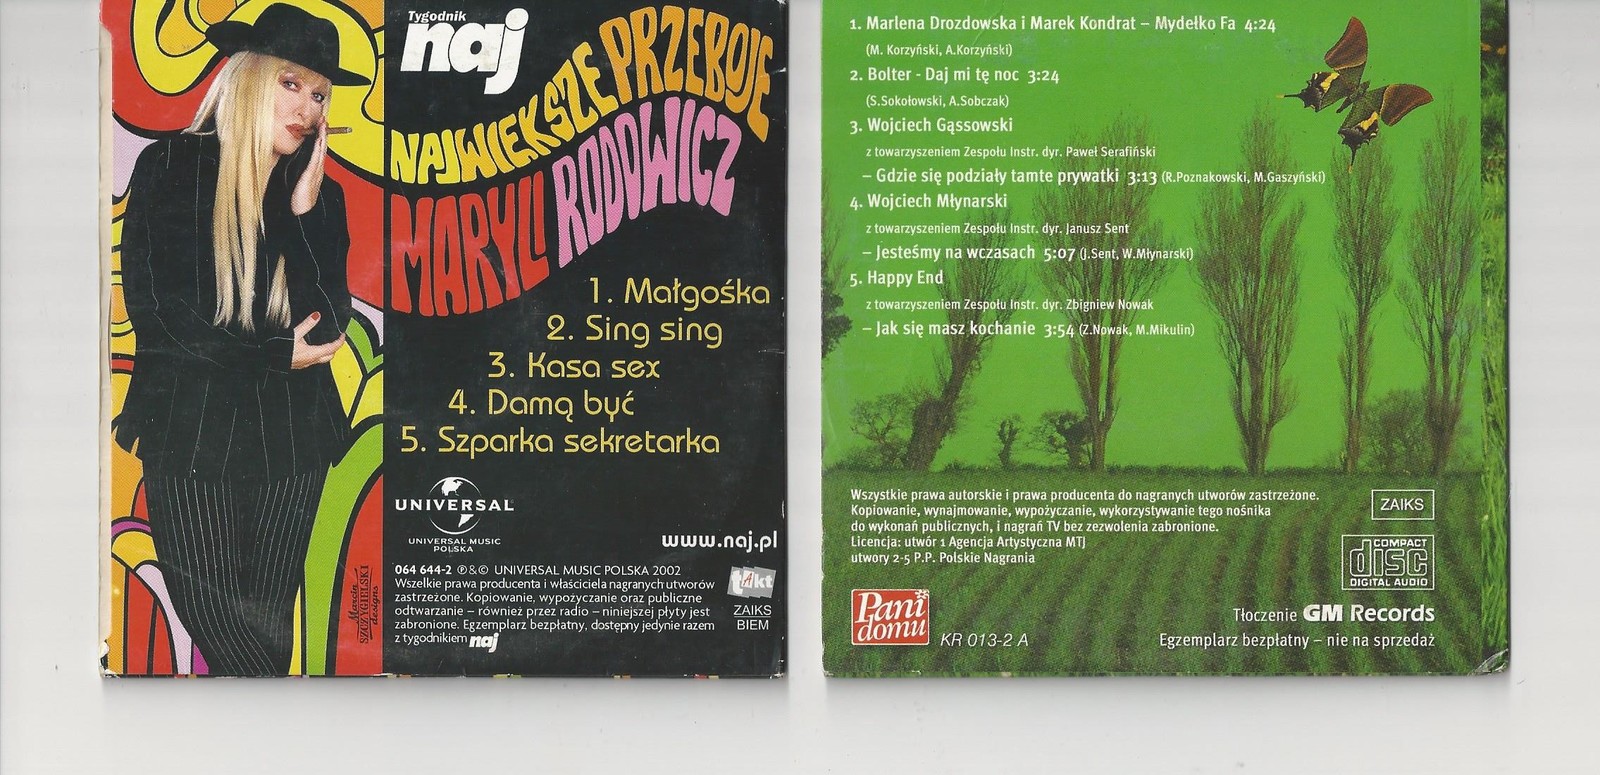 Tygodnik
naj
NAJWIĘKSZE PRZEBOJE
MARYLI RODOWICZ
1. Małgośka
2. Sing sing
3. Kasa sex
4. Damą być
5. Szparka sekretarka
UNIVERSAL
UNIVERSAL MUSIC
POLSKA
www.naj.pl
064 644-2 ℗&© UNIVERSAL MUSIC POLSKA 2002
Wszelkie prawa producenta i właściciela nagranych utworów
zastrzeżone. Kopiowanie, wypożyczanie oraz publiczne
odtwarzanie – również przez radio – niniejszej płyty jest
zabronione. Egzemplarz bezpłatny, dostępny jedynie razem
z tygodnikiem naj
takt
ZAIKS
BIEM
Marcin
SZCZYGIELSKI
designs
1. Marlena Drozdowska i Marek Kondrat – Mydełko Fa 4:24
(M. Korzyński, A.Korzyński)
2. Bolter - Daj mi tę noc 3:24
(S.Sokołowski, A.Sobczak)
3. Wojciech Gąssowski
z towarzyszeniem Zespołu Instr. dyr. Paweł Serafiński
– Gdzie się podziały tamte prywatki 3:13 (R.Poznakowski, M.Gaszyński)
4. Wojciech Młynarski
z towarzyszeniem Zespołu Instr. dyr. Janusz Sent
– Jesteśmy na wczasach 5:07 (J.Sent, W.Młynarski)
5. Happy End
z towarzyszeniem Zespołu Instr. dyr. Zbigniew Nowak
– Jak się masz kochanie 3:54 (Z.Nowak, M.Mikulin)
Wszystkie prawa autorskie i prawa producenta do nagranych utworów zastrzeżone.
Kopiowanie, wynajmowanie, wypożyczanie, wykorzystywanie tego nośnika
do wykonań publicznych, i nagrań TV bez zezwolenia zabronione.
Licencja: utwór 1 Agencja Artystyczna MTJ
utwory 2-5 P.P. Polskie Nagrania
ZAIKS
COMPACT
disc
DIGITAL AUDIO
Pani
domu
KR 013-2 A
Tłoczenie GM Records
Egzemplarz bezpłatny – nie na sprzedaż